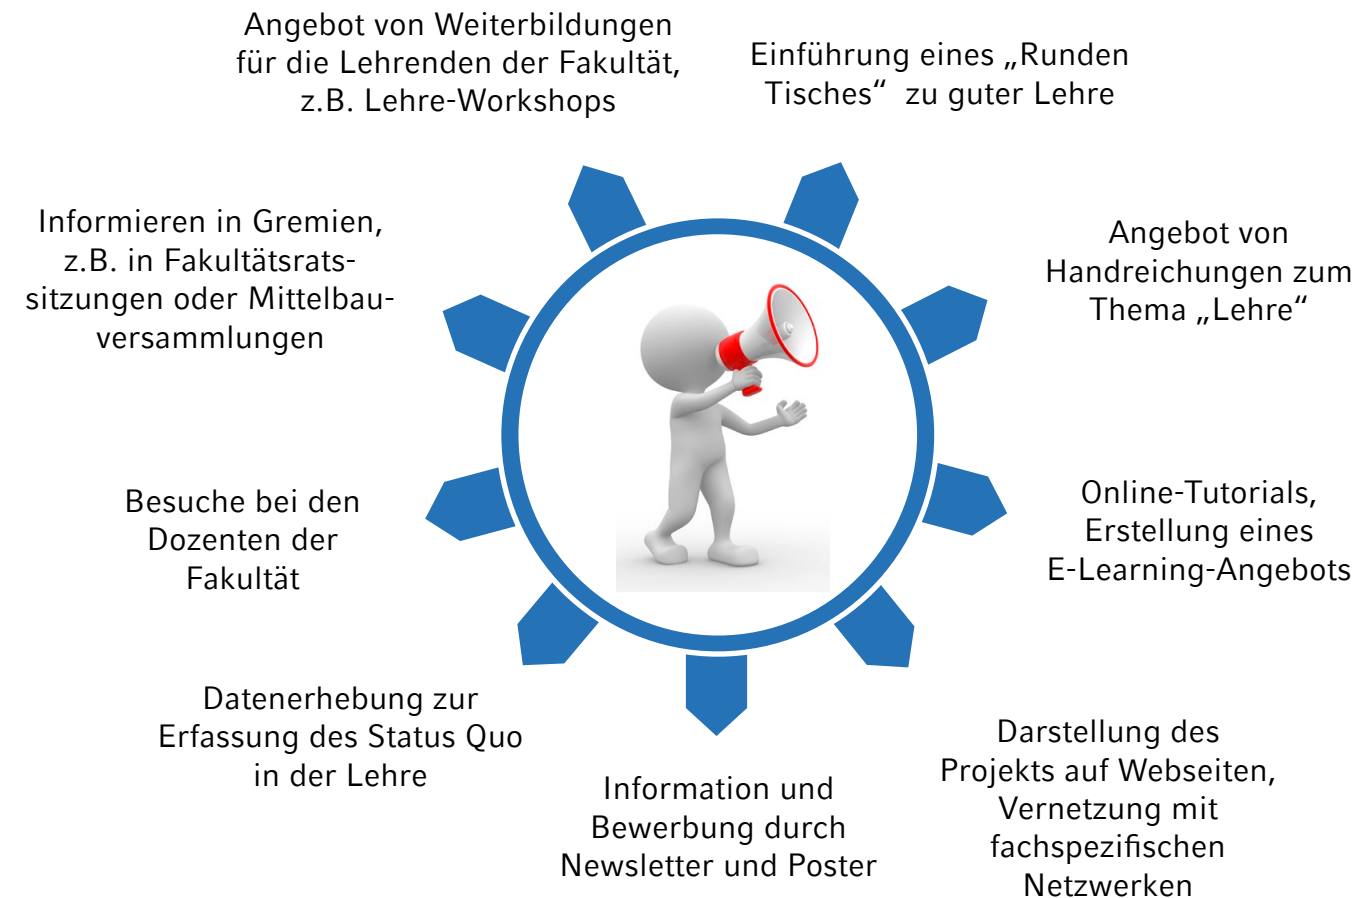 Angebot von Weiterbildungen
für die Lehrenden der Fakultät,
z.B. Lehre-Workshops
Einführung eines „Runden
Tisches“  zu guter Lehre
Angebot von
Handreichungen zum
Thema „Lehre“
Online-Tutorials,
Erstellung eines
E-Learning-Angebots
Darstellung des
Projekts auf Webseiten,
Vernetzung mit
fachspezifischen
Netzwerken
Information und
Bewerbung durch
Newsletter und Poster
Datenerhebung zur
Erfassung des Status Quo
in der Lehre
Besuche bei den
Dozenten der
Fakultät
Informieren in Gremien,
z.B. in Fakultätsrats-
sitzungen oder Mittelbau-
versammlungen